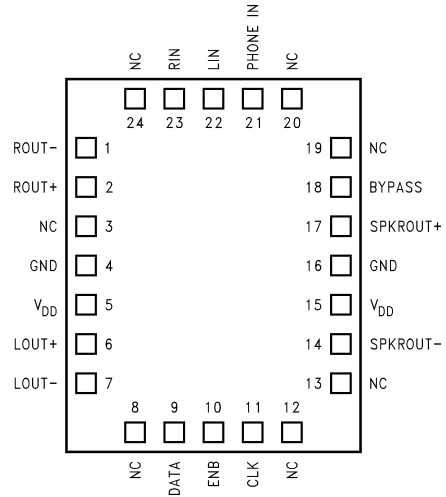 NC RIN LIN PHONE IN NC
24 23 22 21 20
ROUT- 1 19 NC
ROUT+ 2 18 BYPASS
NC 3 17 SPKROUT+
GND 4 16 GND
VDD 5 15 VDD
LOUT+ 6 14 SPKROUT-
LOUT- 7 13 NC
8 9 10 11 12
NC DATA ENB CLK NC